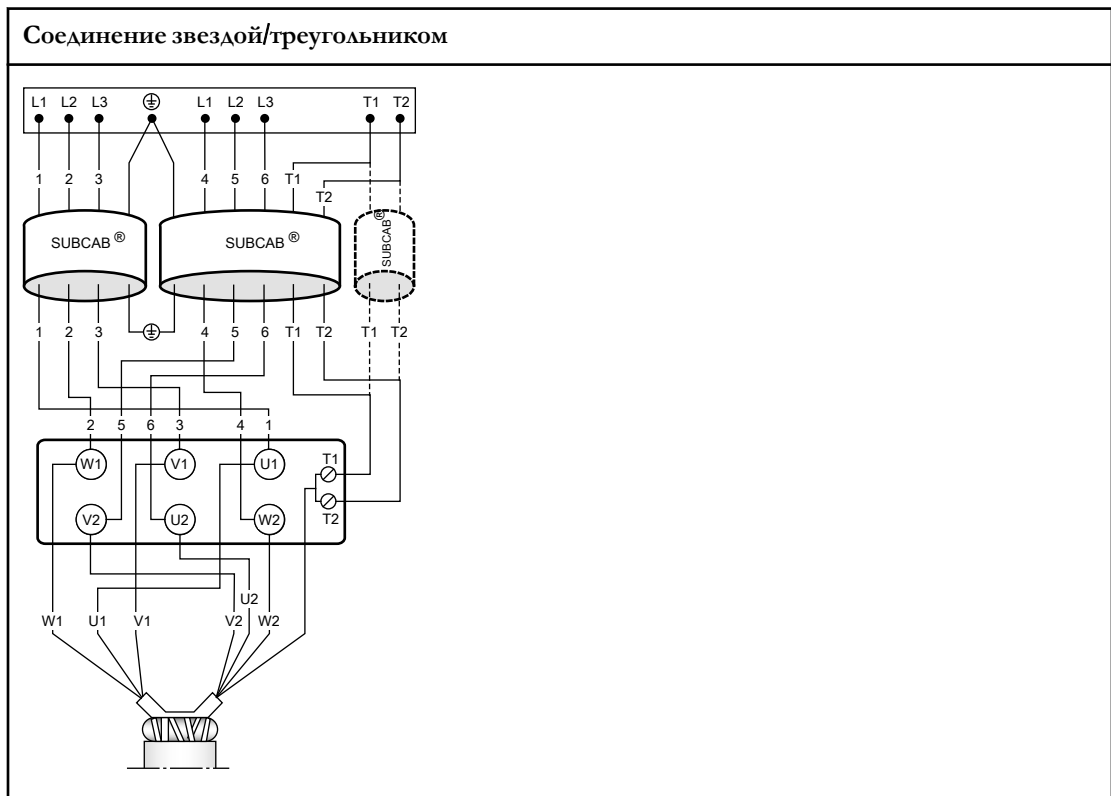 Соединение звездой/треугольником
L1 L2 L3 L1 L2 L3 T1 T2
1 2 3 4 5 6 T1
T2
SUBCAB ® SUBCAB ® SUBCAB®
1 2 3 4 5 6 T1 T2 T1 T2
2 5 6 3 4 1
W1 V1 U1 T1
V2 U2 W2 T2
U2
W1 U1 V1 V2 W2